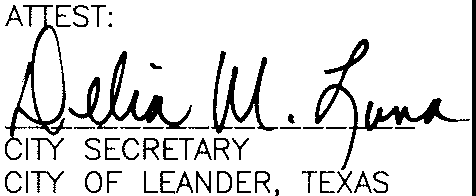 ATTEST:
Delia M. Luna
CITY SECRETARY
CITY OF LEANDER, TEXAS